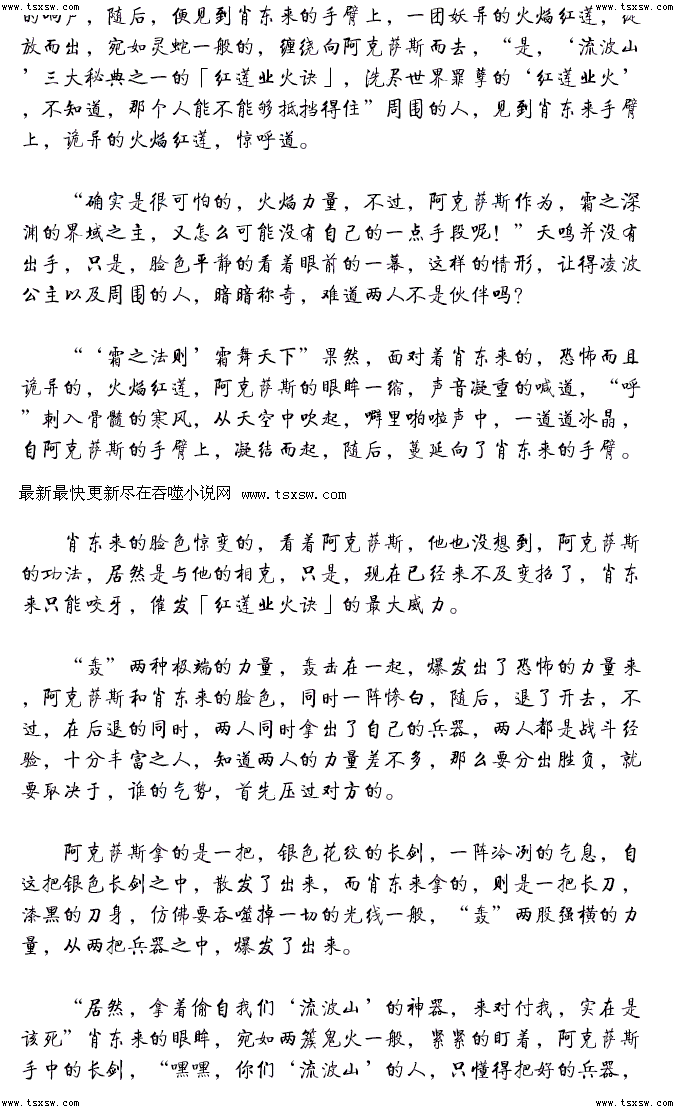 www.tsxsw.com www.tsxsw.com
的响声，随后，便见到肖东来的手臂上，一团妖异的火焰红莲，绽
放而出，宛如灵蛇一般的，缠绕向阿克萨斯而去，“是，‘流波山
’三大秘典之一的「红莲业火诀」，洗尽世界罪孽的‘红莲业火’
，不知道，那个人能不能够抵挡得住”周围的人，见到肖东来手臂
上，诡异的火焰红莲，惊呼道。
“确实是很可怕的，火焰力量，不过，阿克萨斯作为，霜之深
渊的界域之主，又怎么可能没有自己的一点手段呢！”天鸣并没有
出手，只是，脸色平静的看着眼前的一幕，这样的情形，让得凌波
公主以及周围的人，暗暗称奇，难道两人不是伙伴吗？
“‘霜之法则’霜舞天下”果然，面对着肖东来的，恐怖而且
诡异的，火焰红莲，阿克萨斯的眼眸一缩，声音凝重的喊道，“呼
”刺入骨髓的寒风，从天空中吹起，噼里啪啦声中，一道道冰晶，
自阿克萨斯的手臂上，凝结而起，随后，蔓延向了肖东来的手臂。
最新最快更新尽在吞噬小说网 www.tsxsw.com
肖东来的脸色惊变的，看着阿克萨斯，他也没想到，阿克萨斯
的功法，居然是与他的相克，只是，现在已经来不及变招了，肖东
来只能咬牙，催发「红莲业火诀」的最大威力。
“轰”两种极端的力量，轰击在一起，爆发出了恐怖的力量来
，阿克萨斯和肖东来的脸色，同时一阵惨白，随后，退了开去，不
过，在后退的同时，两人同时拿出了自己的兵器，两人都是战斗经
验，十分丰富之人，知道两人的力量差不多，那么要分出胜负，就
要取决于，谁的气势，首先压过对方的。
阿克萨斯拿的是一把，银色花纹的长剑，一阵冷冽的气息，自
这把银色长剑之中，散发了出来，而肖东来拿的，则是一把长刀，
漆黑的刀身，仿佛要吞噬掉一切的光线一般，“轰”两股强横的力
量，从两把兵器之中，爆发了出来。
“居然，拿着偷自我们‘流波山’的神器，来对付我，实在是
该死”肖东来的眼眸，宛如两簇鬼火一般，紧紧的盯着，阿克萨斯
手中的长剑，“嘿嘿，你们‘流波山’的人，只懂得把好的兵器，
www.tsxsw.com www.tsxsw.com